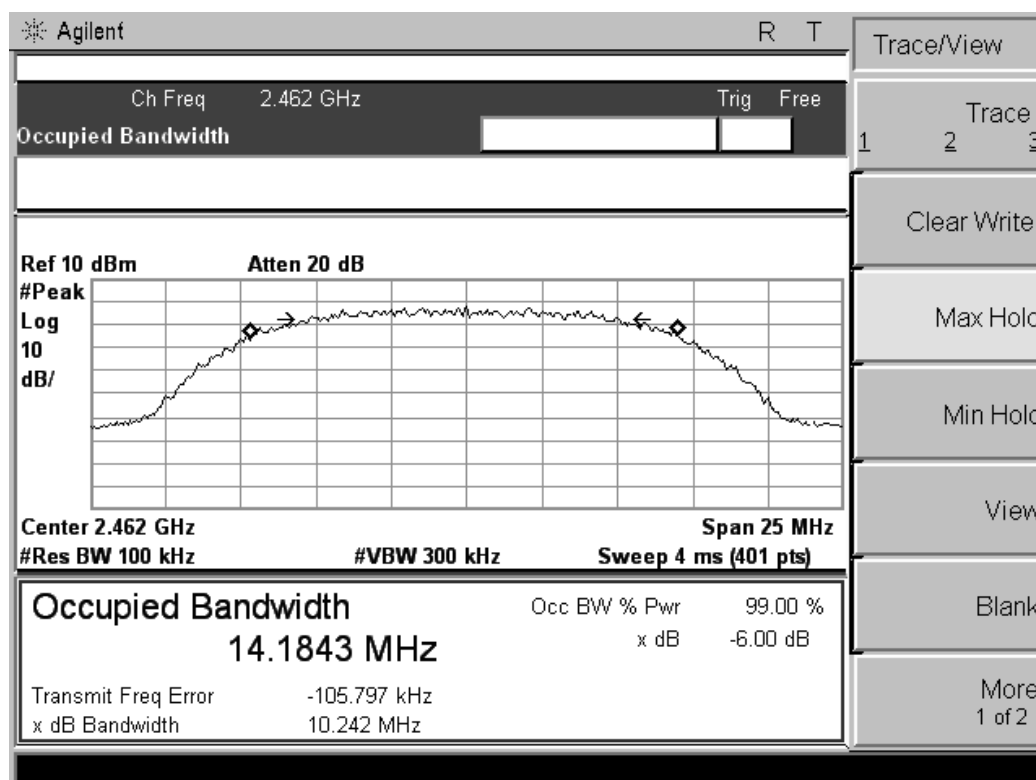 Agilent R T
Ch Freq 2.462 GHz Trig Free
Occupied Bandwidth
Ref 10 dBm Atten 20 dB
#Peak
Log
10
dB/
Center 2.462 GHz Span 25 MHz
#Res BW 100 kHz #VBW 300 kHz Sweep 4 ms (401 pts)
Occupied Bandwidth
14.1843 MHz
Occ BW % Pwr 99.00 %
x dB -6.00 dB
Transmit Freq Error -105.797 kHz
x dB Bandwidth 10.242 MHz
Trace/View
Trace
1 2 3
Clear Write
Max Hold
Min Hold
View
Blank
More
1 of 2